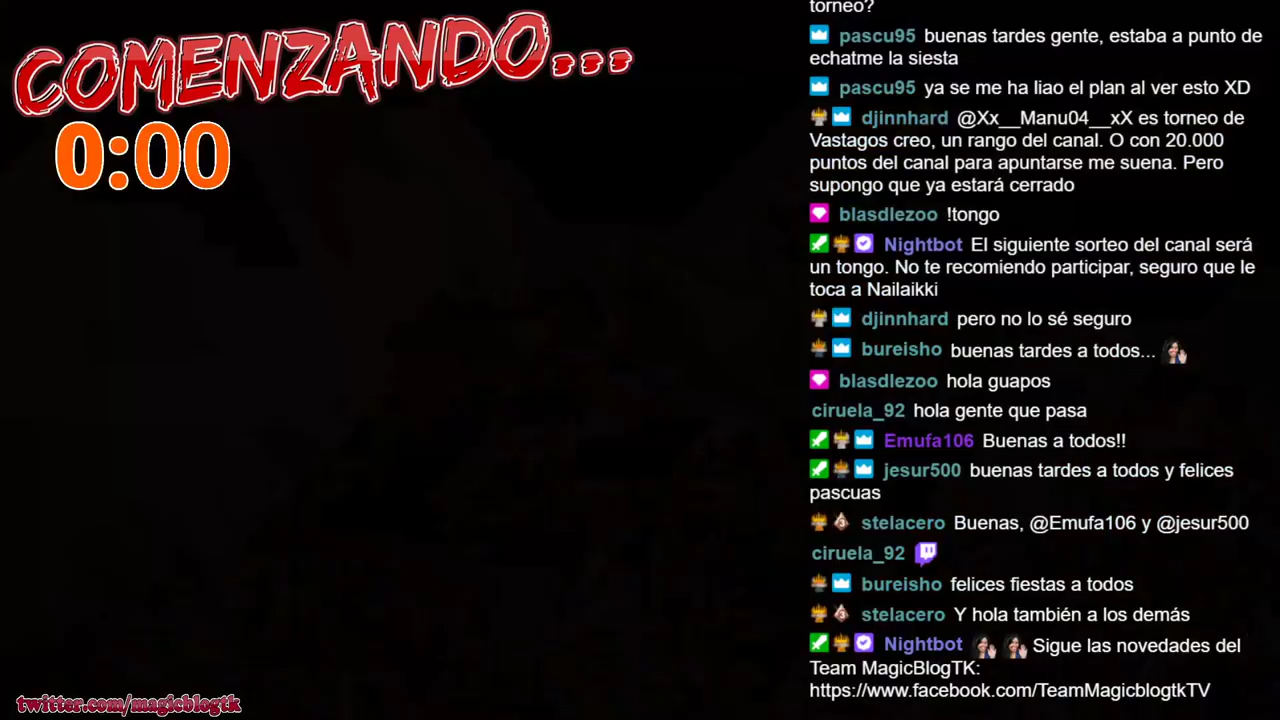 COMENZANDO...
0:00
torneo?
pascu95 buenas tardes gente, estaba a punto de
echatme la siesta
pascu95 ya se me ha liao el plan al ver esto XD
djinnhard @Xx__Manu04__xX es torneo de
Vastagos creo, un rango del canal. O con 20.000
puntos del canal para apuntarse me suena. Pero
supongo que ya estará cerrado
blasdlezoo !tongo
Nightbot El siguiente sorteo del canal será
un tongo. No te recomiendo participar, seguro que le
toca a Nailaikki
djinnhard pero no lo sé seguro
bureisho buenas tardes a todos...
blasdlezoo hola guapos
ciruela_92 hola gente que pasa
Emufa106 Buenas a todos!!
jesur500 buenas tardes a todos y felices
pascuas
stelacero Buenas, @Emufa106 y @jesur500
ciruela_92
bureisho felices fiestas a todos
stelacero Y hola también a los demás
Nightbot Sigue las novedades del
Team MagicBlogTK:
https://www.facebook.com/TeamMagicblogtkTV
twitter.com/magicblogtk